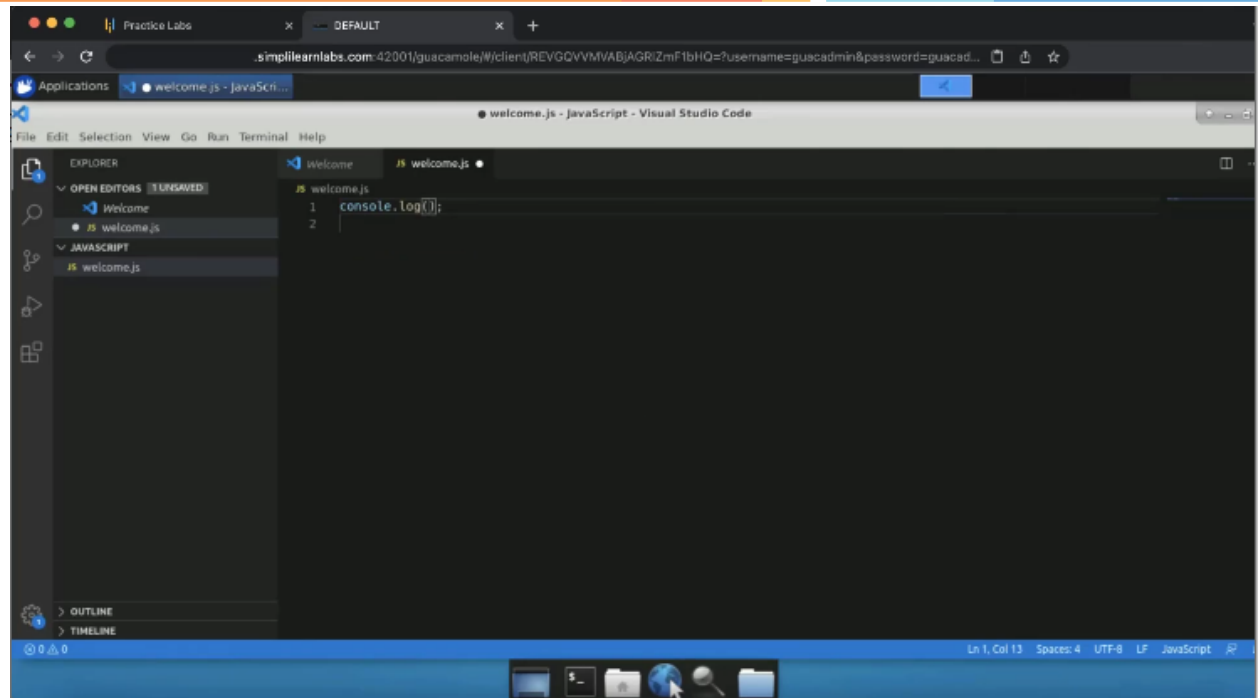 Practice Labs
DEFAULT
.simplilearnlabs.com:42001/guacamole/#/client/REVGQVVMVABjAGRlZmF1bHQ=?username=guacadmin&password=guacad...
Applications
welcome.js - JavaScri...
welcome.js - JavaScript - Visual Studio Code
File Edit Selection View Go Run Terminal Help
EXPLORER
Welcome
JS welcome.js
OPEN EDITORS 1 UNSAVED
JS welcome.js
Welcome
1 console.log();
JS welcome.js
2
JAVASCRIPT
JS welcome.js
OUTLINE
TIMELINE
0 0
Ln 1, Col 13 Spaces: 4 UTF-8 LF JavaScript
$_